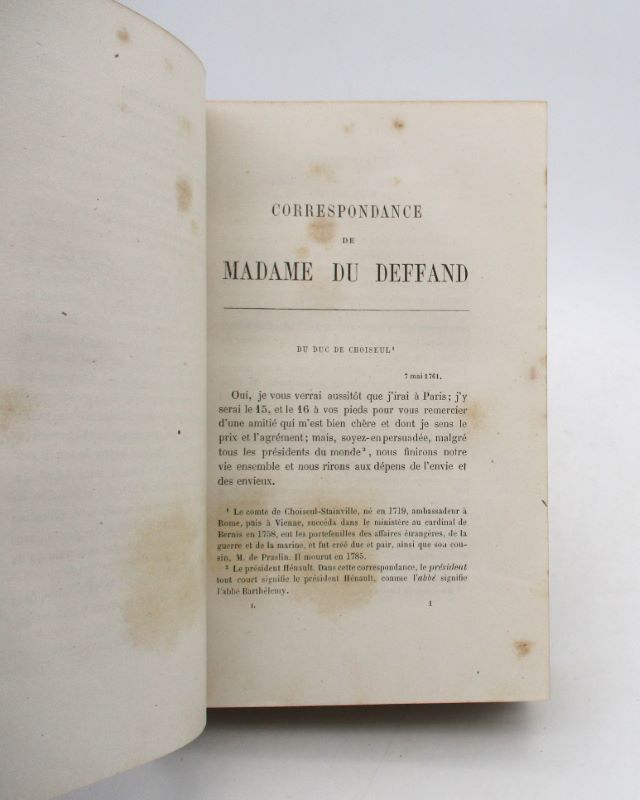 CORRESPONDANCE
DE
MADAME DU DEFFAND
DU DUC DE CHOISEUL¹
7 mai 1761.
Oui, je vous verrai aussitôt que j'irai à Paris; j'y
serai le 15, et le 16 à vos pieds pour vous remercier
d'une amitié qui m'est bien chère et dont je sens le
prix et l'agrément; mais, soyez-en persuadée, malgré
tous les présidents du monde², nous finirons notre
vie ensemble et nous rirons aux dépens de l'envie et
des envieux.
¹ Le comte de Choiseul-Stainville, né en 1719, ambassadeur à
Rome, puis à Vienne, succéda dans le ministère au cardinal de
Bernis en 1758, eut les portefeuilles des affaires étrangères, de la
guerre et de la marine, et fut créé duc et pair, ainsi que son cou-
sin, M. de Praslin. Il mourut en 1785.
² Le président Hénault. Dans cette correspondance, le président
tout court signifie le président Hénault, comme l'abbé signifie
l'abbé Barthélemy.
I. 1